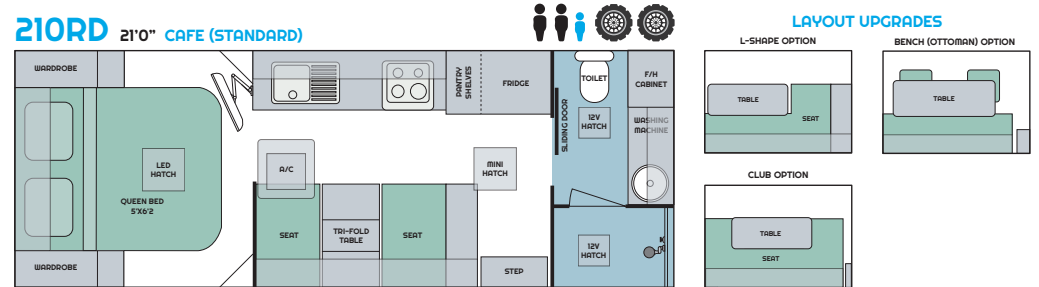 210RD 21'0" CAFE (STANDARD)
WARDROBE
LED
HATCH
QUEEN BED
5'X6'2
WARDROBE
A/C
SEAT
TRI-FOLD
TABLE
SEAT
PANTRY
SHELVES
FRIDGE
MINI
HATCH
STEP
SLIDING DOOR
TOILET
12V
HATCH
F/H
CABINET
WASHING
MACHINE
12V
HATCH
LAYOUT UPGRADES
L-SHAPE OPTION
TABLE
SEAT
BENCH (OTTOMAN) OPTION
TABLE
CLUB OPTION
TABLE
SEAT